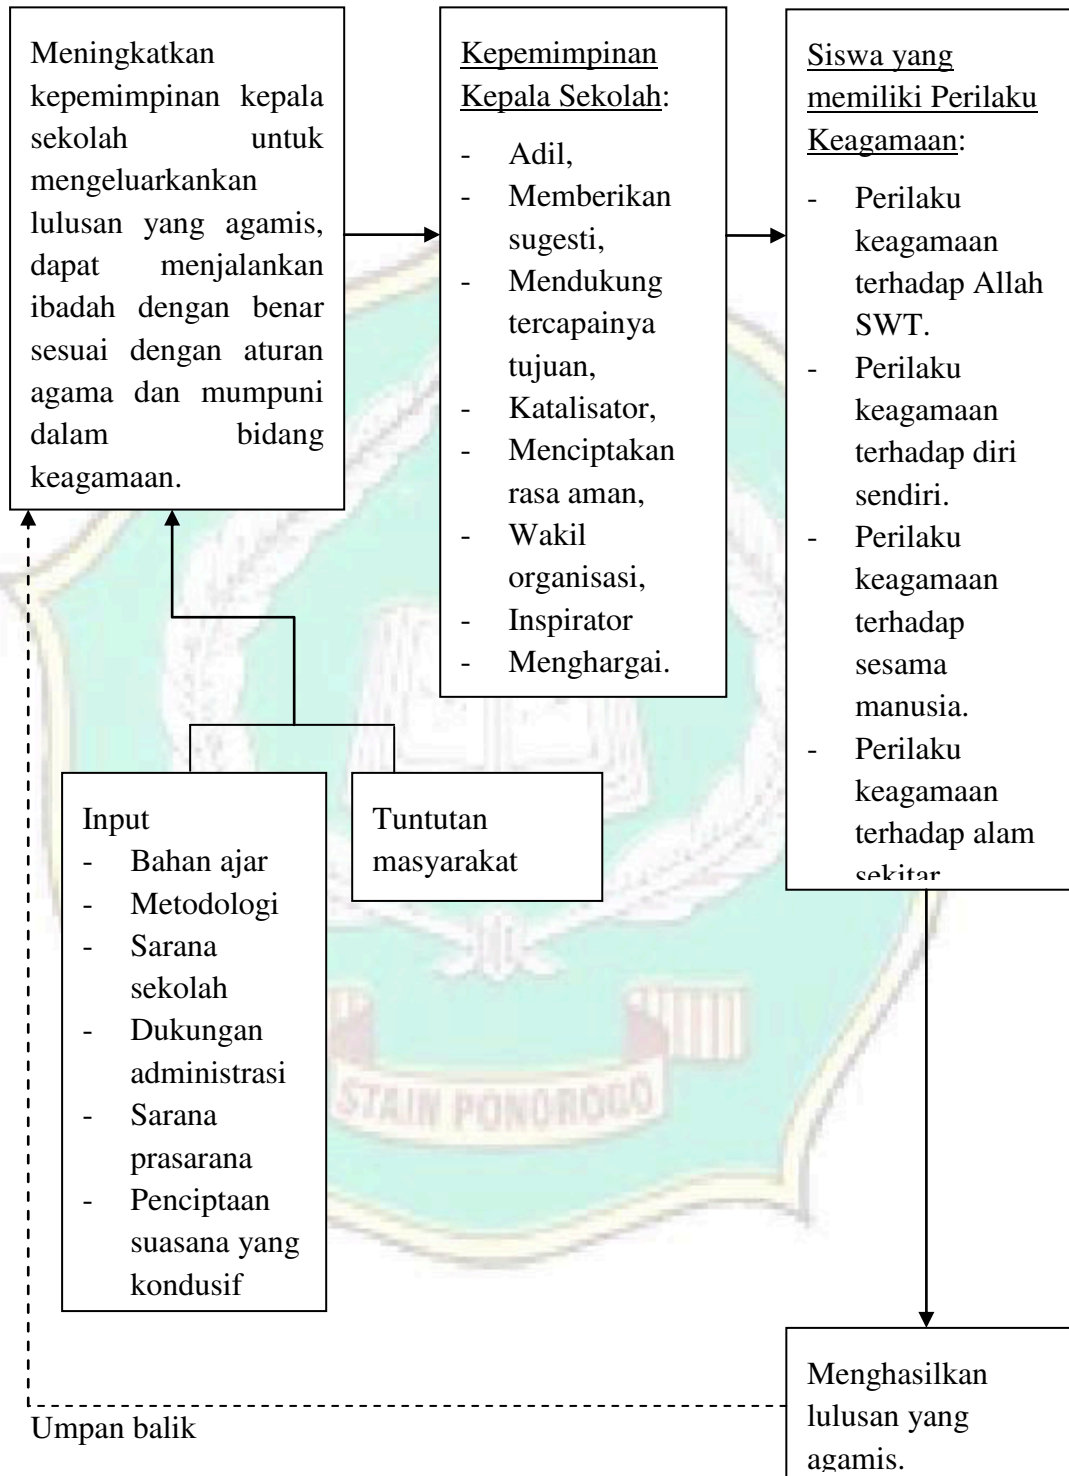 Meningkatkan
kepemimpinan kepala
sekolah untuk
mengeluarkankan
lulusan yang agamis,
dapat menjalankan
ibadah dengan benar
sesuai dengan aturan
agama dan mumpuni
dalam bidang
keagamaan.
Kepemimpinan
Kepala Sekolah:
- Adil,
- Memberikan
sugesti,
- Mendukung
tercapainya
tujuan,
- Katalisator,
- Menciptakan
rasa aman,
- Wakil
organisasi,
- Inspirator
- Menghargai.
Siswa yang
memiliki Perilaku
Keagamaan:
- Perilaku
keagamaan
terhadap Allah
SWT.
- Perilaku
keagamaan
terhadap diri
sendiri.
- Perilaku
keagamaan
terhadap
sesama
manusia.
- Perilaku
keagamaan
terhadap alam
sekitar
Input
- Bahan ajar
- Metodologi
- Sarana
sekolah
- Dukungan
administrasi
- Sarana
prasarana
- Penciptaan
suasana yang
kondusif
Tuntutan
masyarakat
STAIN PONOROGO
Menghasilkan
lulusan yang
agamis.
Umpan balik